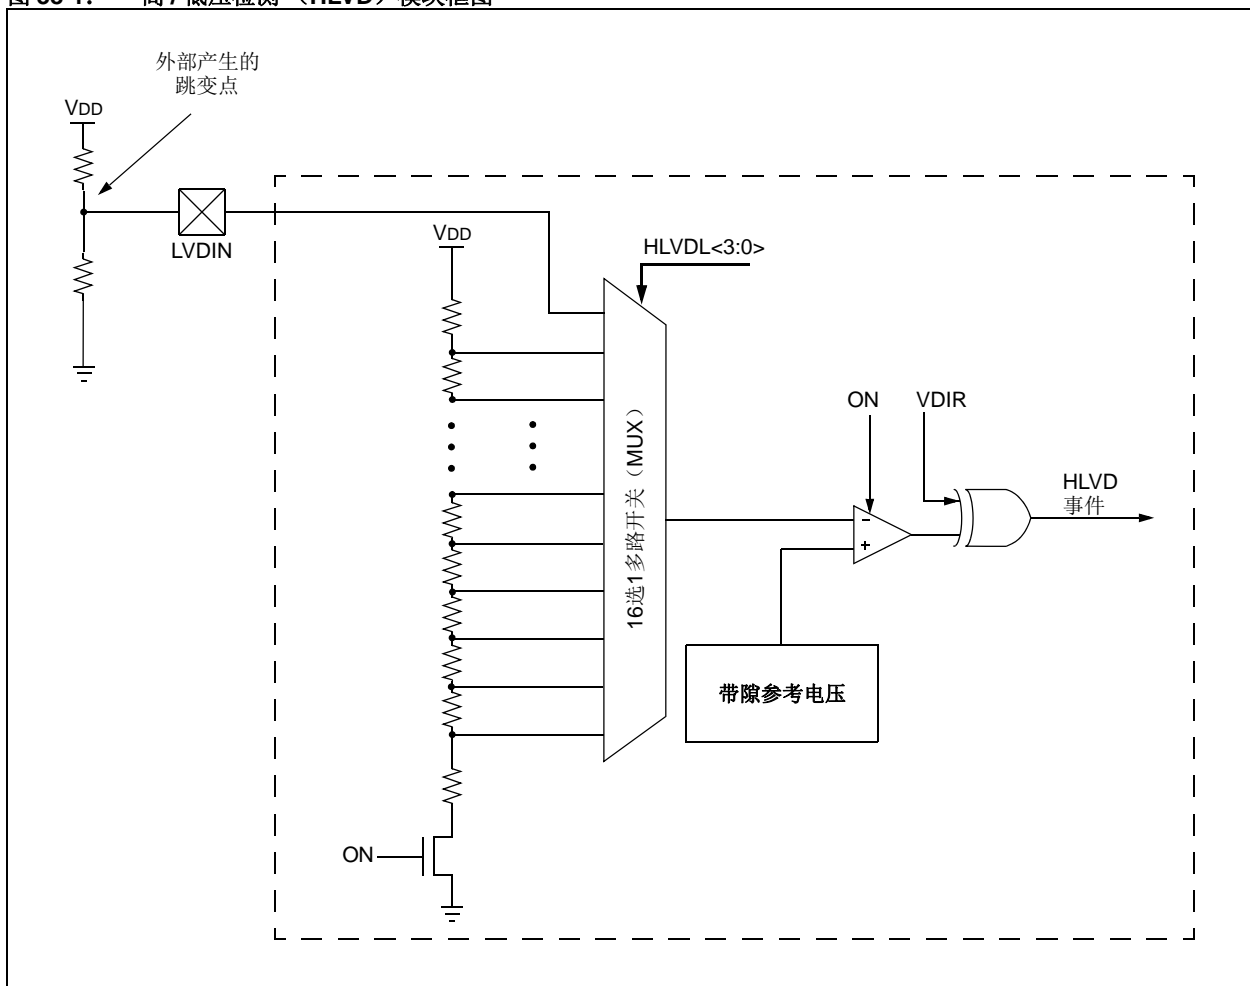 外部产生的
跳变点
VDD
LVDIN
VDD
HLVDL<3:0>
16选1多路开关（MUX）
ON
VDIR
HLVD
事件
−
+
带隙参考电压
ON